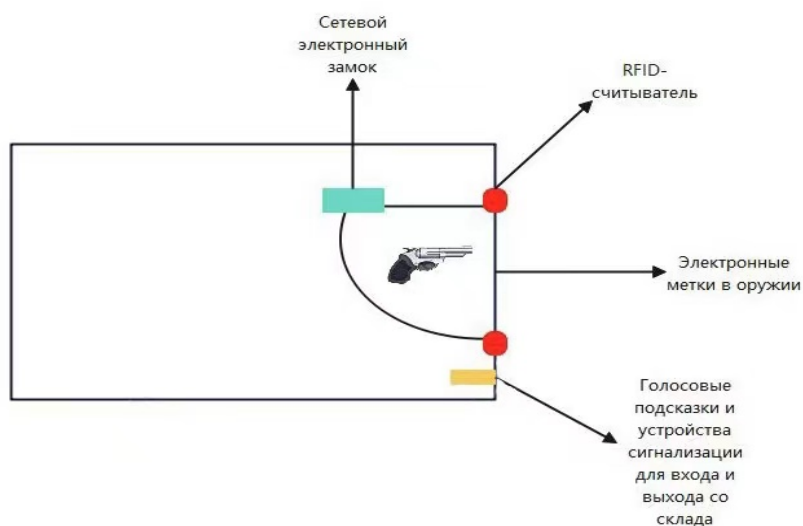 Сетевой
электронный
замок
RFID-
считыватель
Электронные
метки в оружии
Голосовые
подсказки и
устройства
сигнализации
для входа и
выхода со
склада